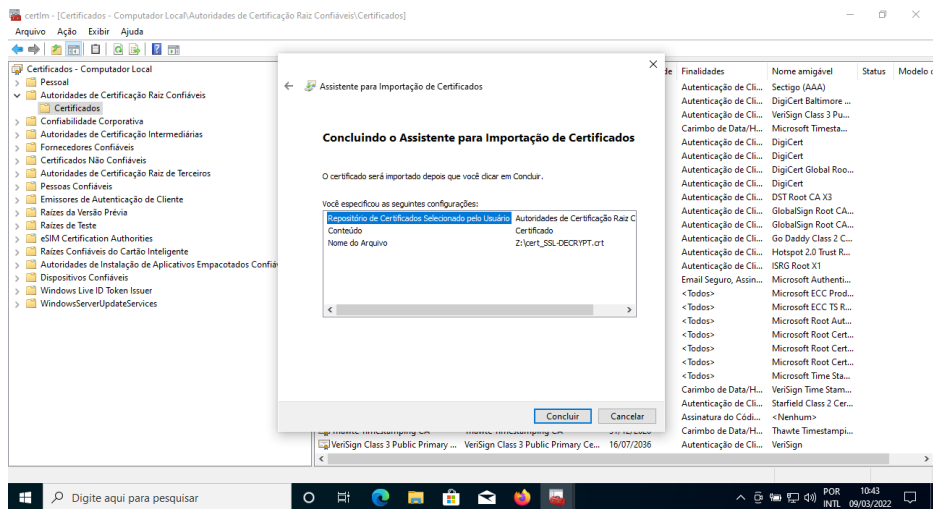 certlm - [Certificados - Computador Local\Autoridades de Certificação Raiz Confiáveis\Certificados]
Arquivo Ação Exibir Ajuda
Certificados - Computador Local
Pessoal
Autoridades de Certificação Raiz Confiáveis
Certificados
Confiabilidade Corporativa
Autoridades de Certificação Intermediárias
Fornecedores Confiáveis
Certificados Não Confiáveis
Autoridades de Certificação Raiz de Terceiros
Pessoas Confiáveis
Emissores de Autenticação de Cliente
Raízes da Versão Prévia
Raízes de Teste
eSIM Certification Authorities
Raízes Confiáveis do Cartão Inteligente
Autoridades de Instalação de Aplicativos Empacotados Confiá
Dispositivos Confiáveis
Windows Live ID Token Issuer
WindowsServerUpdateServices
Assistente para Importação de Certificados
Concluindo o Assistente para Importação de Certificados
O certificado será importado depois que você clicar em Concluir.
Você especificou as seguintes configurações:
Repositório de Certificados Selecionado pelo Usuário Autoridades de Certificação Raiz C
Conteúdo Certificado
Nome do Arquivo Z:\cert_SSL-DECRYPT.crt
Concluir Cancelar
de Finalidades Nome amigável Status Modelo d
Autenticação de Cli... Sectigo (AAA)
Autenticação de Cli... DigiCert Baltimore ...
Autenticação de Cli... VeriSign Class 3 Pu...
Carimbo de Data/H... Microsoft Timesta...
Autenticação de Cli... DigiCert
Autenticação de Cli... DigiCert
Autenticação de Cli... DigiCert Global Roo...
Autenticação de Cli... DigiCert
Autenticação de Cli... DST Root CA X3
Autenticação de Cli... GlobalSign Root CA...
Autenticação de Cli... GlobalSign Root CA...
Autenticação de Cli... Go Daddy Class 2 C...
Autenticação de Cli... Hotspot 2.0 Trust R...
Autenticação de Cli... ISRG Root X1
Email Seguro, Assin... Microsoft Authenti...
<Todos> Microsoft ECC Prod...
<Todos> Microsoft ECC TS R...
<Todos> Microsoft Root Aut...
<Todos> Microsoft Root Cert...
<Todos> Microsoft Root Cert...
<Todos> Microsoft Root Cert...
<Todos> Microsoft Time Sta...
Carimbo de Data/H... VeriSign Time Stam...
Autenticação de Cli... Starfield Class 2 Cer...
Assinatura do Códi... <Nenhum>
Thawte Timestamping CA Thawte Timestamping CA Carimbo de Data/H... Thawte Timestampi...
VeriSign Class 3 Public Primary ... VeriSign Class 3 Public Primary Ce... 16/07/2036 Autenticação de Cli... VeriSign
Digite aqui para pesquisar
POR 10:43
INTL 09/03/2022